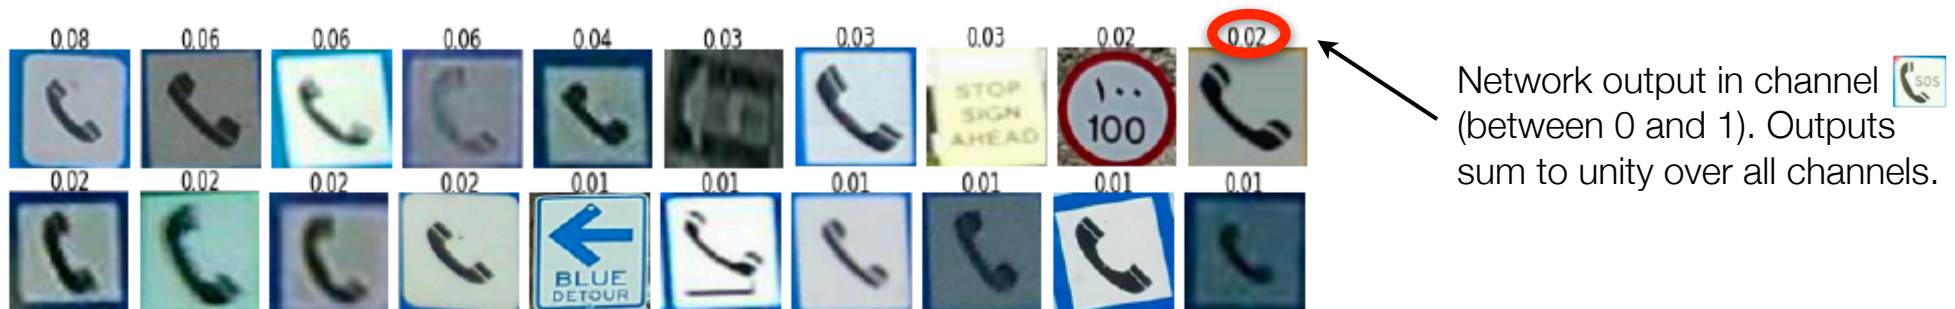 0.08 0.06 0.06 0.06 0.04 0.03 0.03 0.03 0.02 0.02
STOP
SIGN
AHEAD
١٠٠
100
0.02 0.02 0.02 0.02 0.01 0.01 0.01 0.01 0.01 0.01
BLUE
DETOUR
Network output in channel SOS
(between 0 and 1). Outputs
sum to unity over all channels.